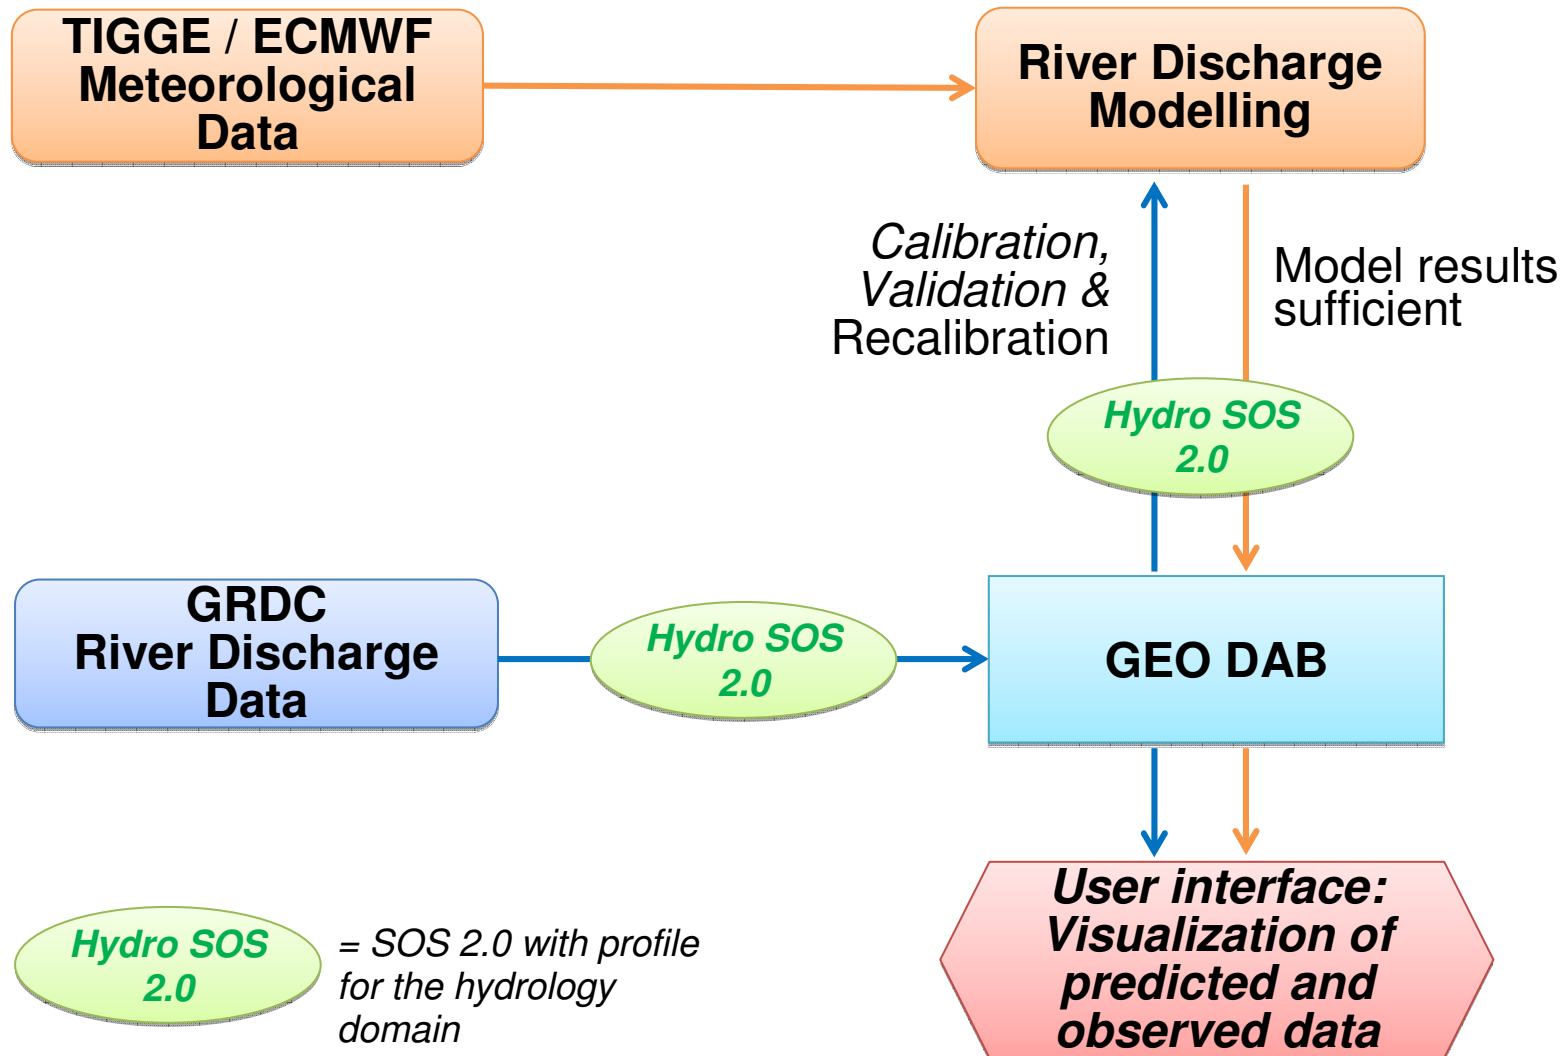 TIGGE / ECMWF
Meteorological
Data
River Discharge
Modelling
Calibration,
Validation &
Recalibration
Model results
sufficient
Hydro SOS
2.0
GRDC
River Discharge
Data
Hydro SOS
2.0
GEO DAB
Hydro SOS
2.0
= SOS 2.0 with profile
for the hydrology
domain
User interface:
Visualization of
predicted and
observed data